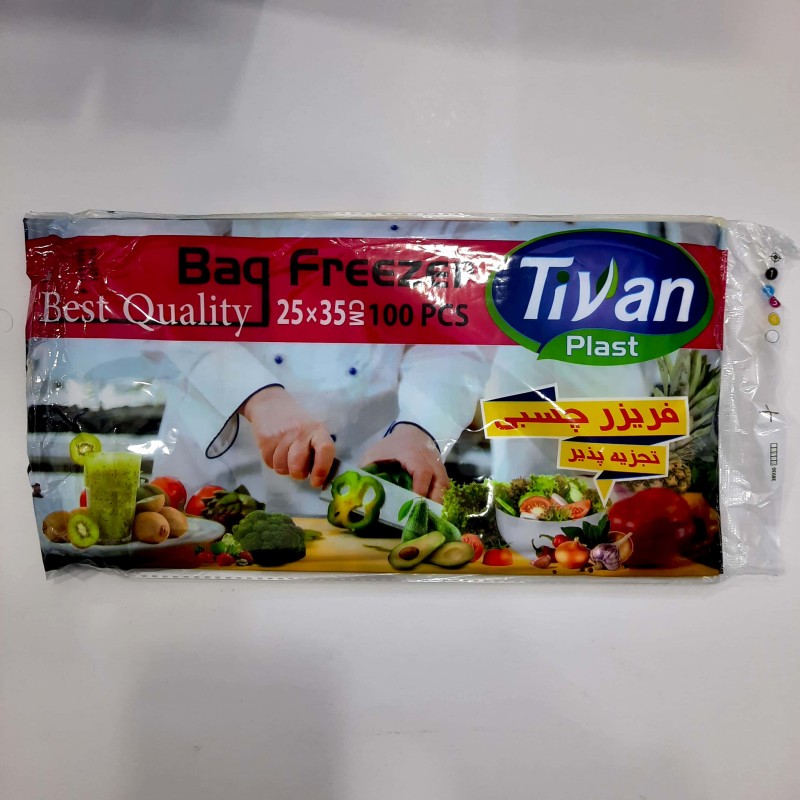 Bag Freezer
Best Quality 25×35 CM 100 PCS
Tivan
Plast
فریزر چسبی
تجزیه پذیر